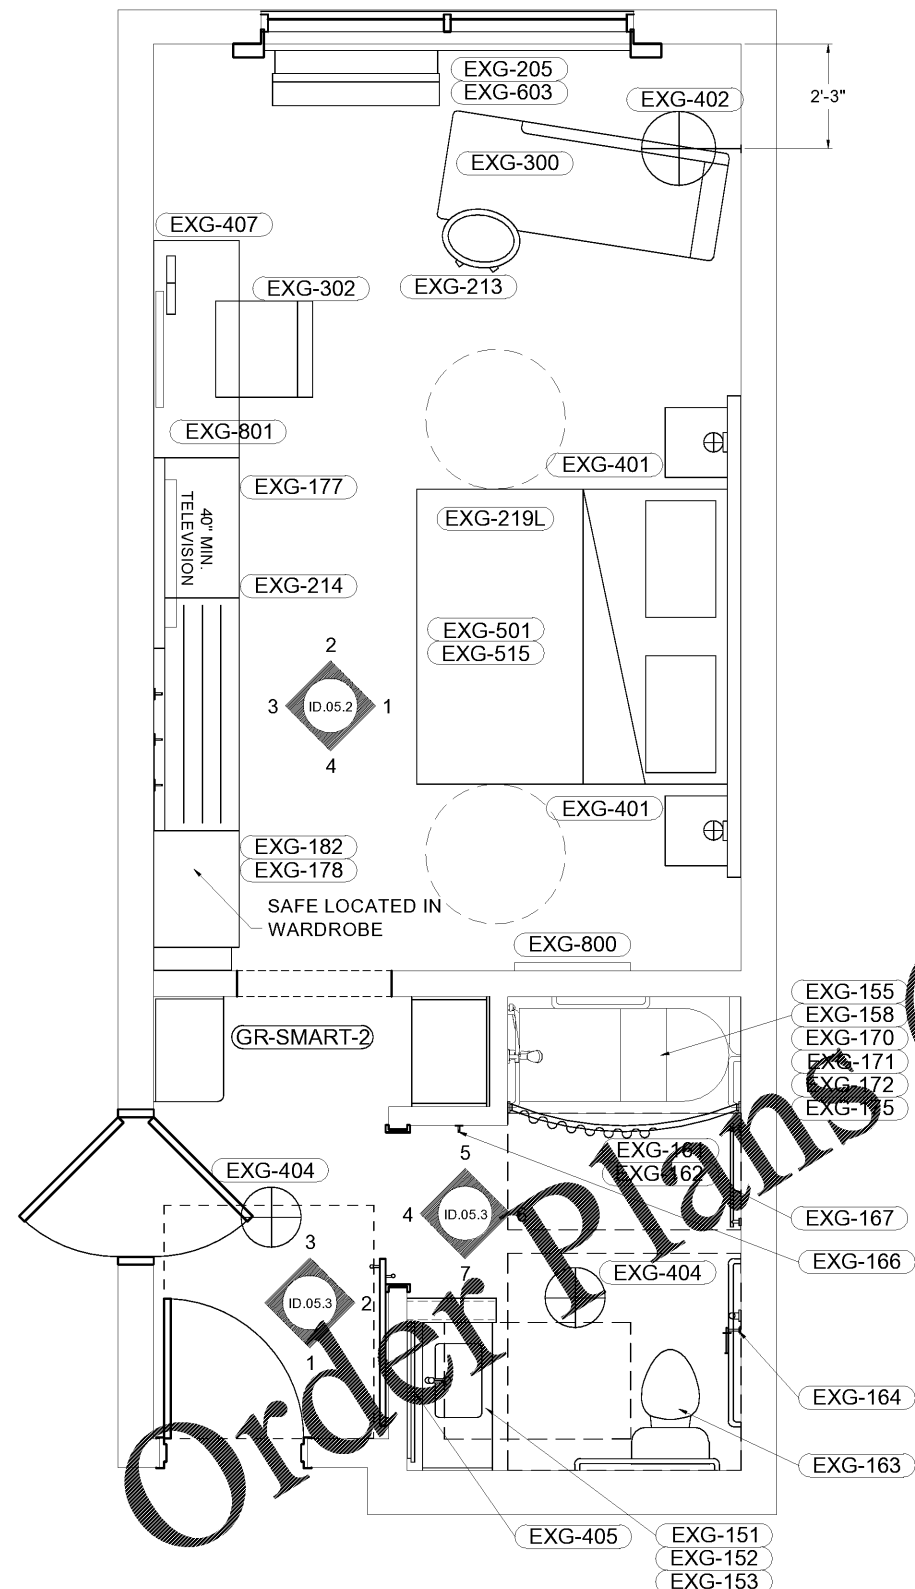 EXG-205
EXG-603
EXG-402
2'-3"
EXG-300
EXG-407
EXG-302
EXG-213
EXG-801
EXG-401
EXG-177
40" MIN.
TELEVISION
EXG-219L
EXG-214
EXG-501
EXG-515
2
3
ID.05.2
1
4
EXG-401
EXG-182
EXG-178
SAFE LOCATED IN
WARDROBE
EXG-800
EXG-155
EXG-158
EXG-170
EXG-171
EXG-172
EXG-175
GR-SMART-2
5
EXG-161
EXG-162
EXG-404
4
ID.05.3
6
EXG-167
7
EXG-166
3
EXG-404
ID.05.3
2
1
EXG-164
EXG-163
EXG-405
EXG-151
EXG-152
EXG-153
Order Plans